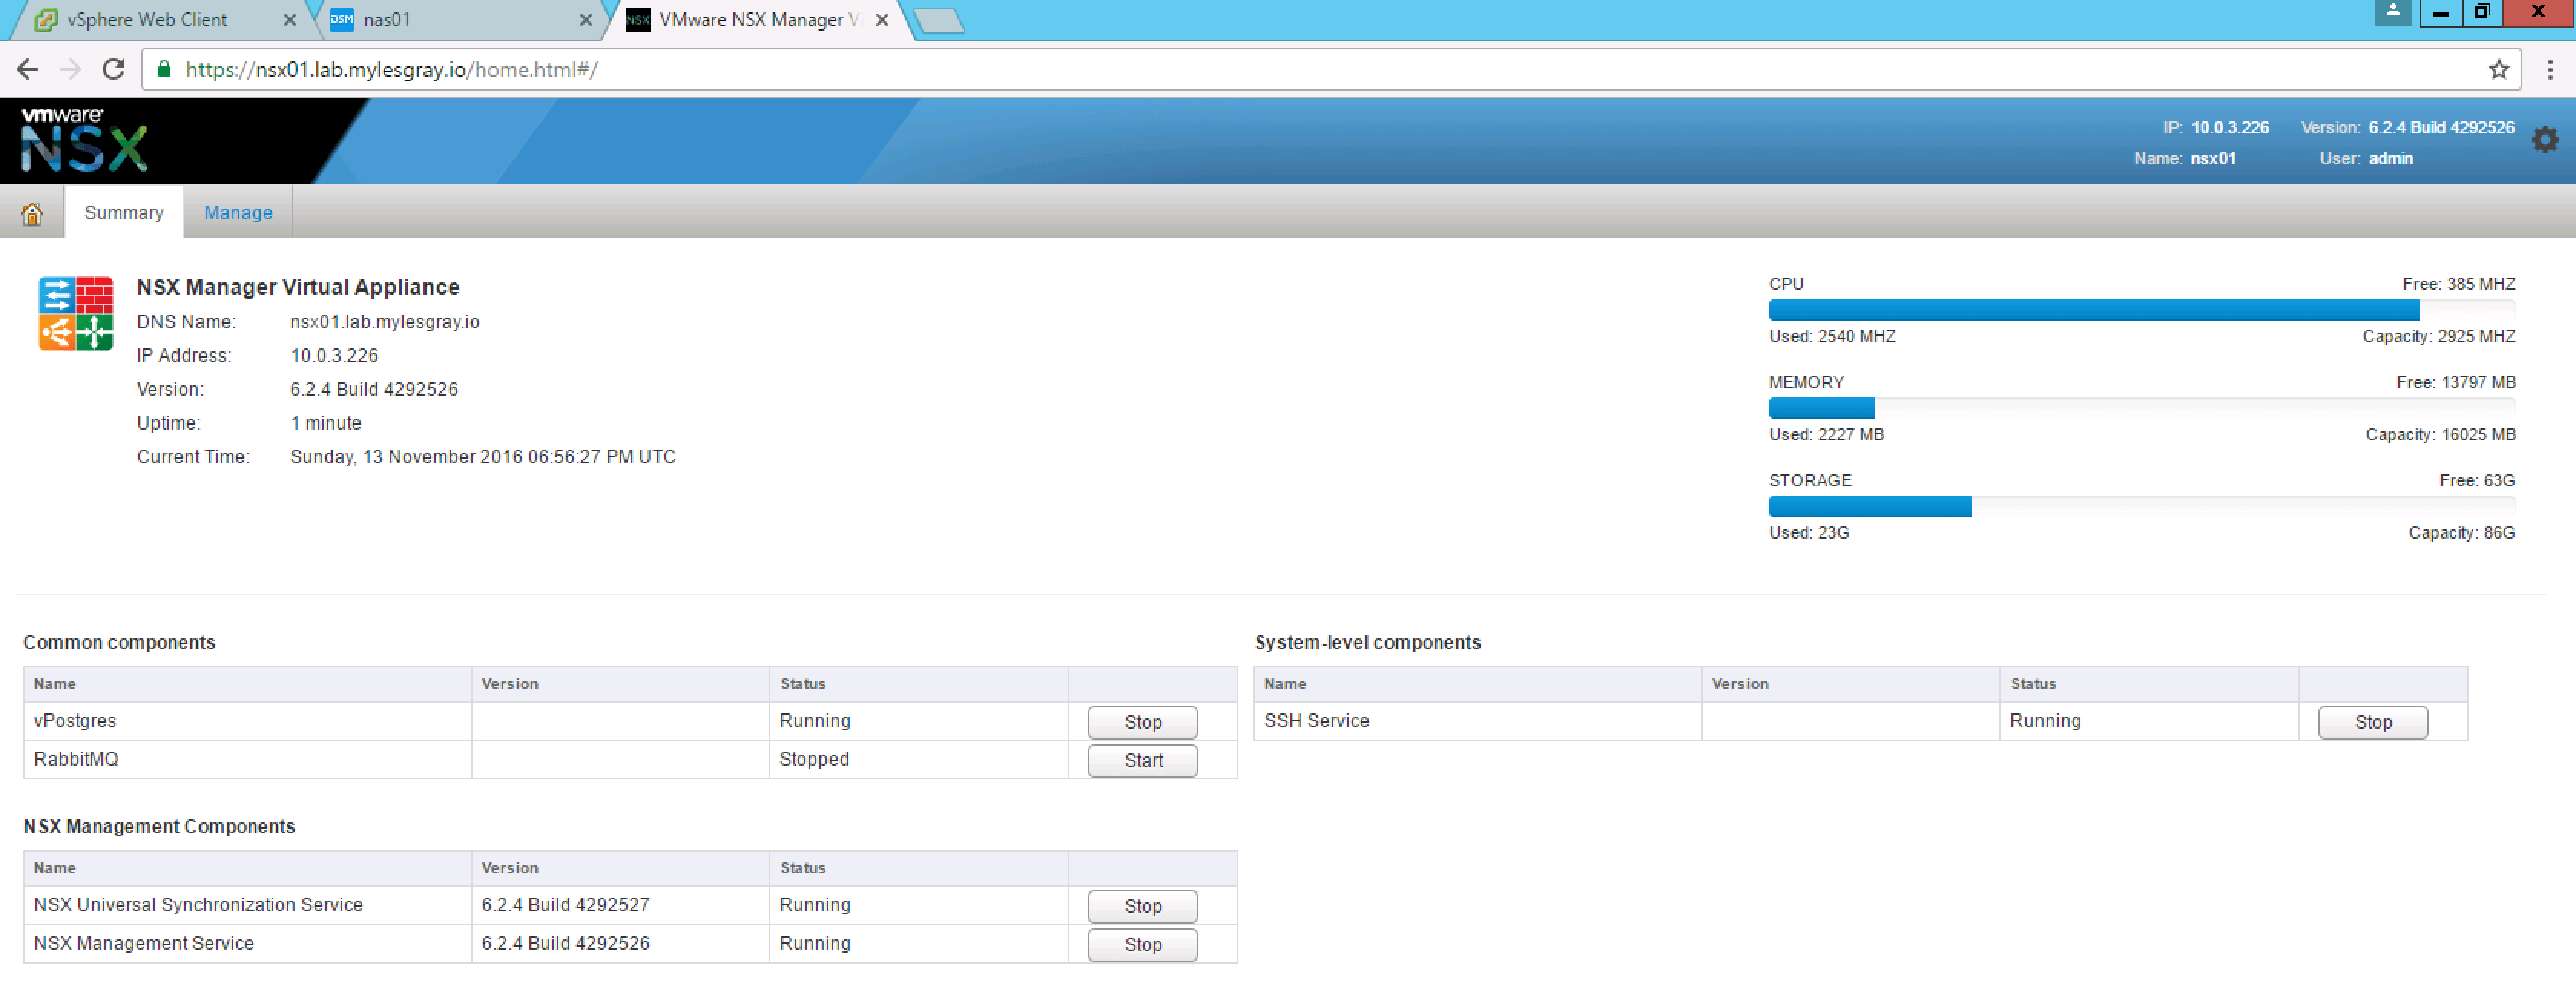 vSphere Web Client
DSM nas01
NSX VMware NSX Manager Vi
https://nsx01.lab.mylesgray.io/home.html#/
vmware
NSX
IP: 10.0.3.226 Version: 6.2.4 Build 4292526
Name: nsx01 User: admin
Summary Manage
NSX Manager Virtual Appliance
DNS Name: nsx01.lab.mylesgray.io
IP Address: 10.0.3.226
Version: 6.2.4 Build 4292526
Uptime: 1 minute
Current Time: Sunday, 13 November 2016 06:56:27 PM UTC
CPU Free: 385 MHZ
Used: 2540 MHZ Capacity: 2925 MHZ
MEMORY Free: 13797 MB
Used: 2227 MB Capacity: 16025 MB
STORAGE Free: 63G
Used: 23G Capacity: 86G
Common components
Name Version Status
vPostgres Running Stop
RabbitMQ Stopped Start
System-level components
Name Version Status
SSH Service Running Stop
NSX Management Components
Name Version Status
NSX Universal Synchronization Service 6.2.4 Build 4292527 Running Stop
NSX Management Service 6.2.4 Build 4292526 Running Stop